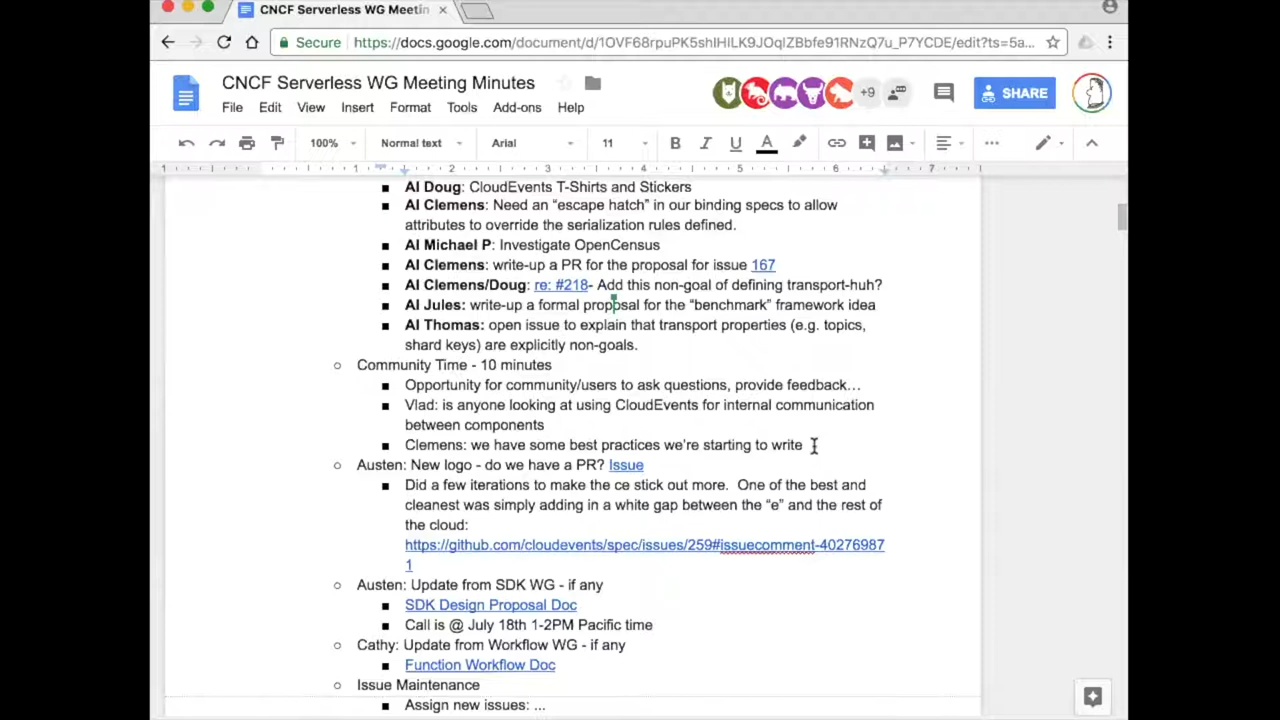 CNCF Serverless WG Meetin
Secure https://docs.google.com/document/d/1OVF68rpuPK5shIHILK9JOqIZBbfe91RNzQ7u_P7YCDE/edit?ts=5a...
CNCF Serverless WG Meeting Minutes
File Edit View Insert Format Tools Add-ons Help
+9
SHARE
100% Normal text Arial 11
B I U A
1 1 2 3 4 5 6 7
AI Doug: CloudEvents T-Shirts and Stickers
AI Clemens: Need an “escape hatch” in our binding specs to allow
attributes to override the serialization rules defined.
AI Michael P: Investigate OpenCensus
AI Clemens: write-up a PR for the proposal for issue 167
AI Clemens/Doug: re: #218- Add this non-goal of defining transport-huh?
AI Jules: write-up a formal proposal for the “benchmark” framework idea
AI Thomas: open issue to explain that transport properties (e.g. topics,
shard keys) are explicitly non-goals.
Community Time - 10 minutes
Opportunity for community/users to ask questions, provide feedback…
Vlad: is anyone looking at using CloudEvents for internal communication
between components
Clemens: we have some best practices we’re starting to write
Austen: New logo - do we have a PR? Issue
Did a few iterations to make the ce stick out more. One of the best and
cleanest was simply adding in a white gap between the “e” and the rest of
the cloud:
https://github.com/cloudevents/spec/issues/259#issuecomment-40276987
1
Austen: Update from SDK WG - if any
SDK Design Proposal Doc
Call is @ July 18th 1-2PM Pacific time
Cathy: Update from Workflow WG - if any
Function Workflow Doc
Issue Maintenance
Assign new issues: ...